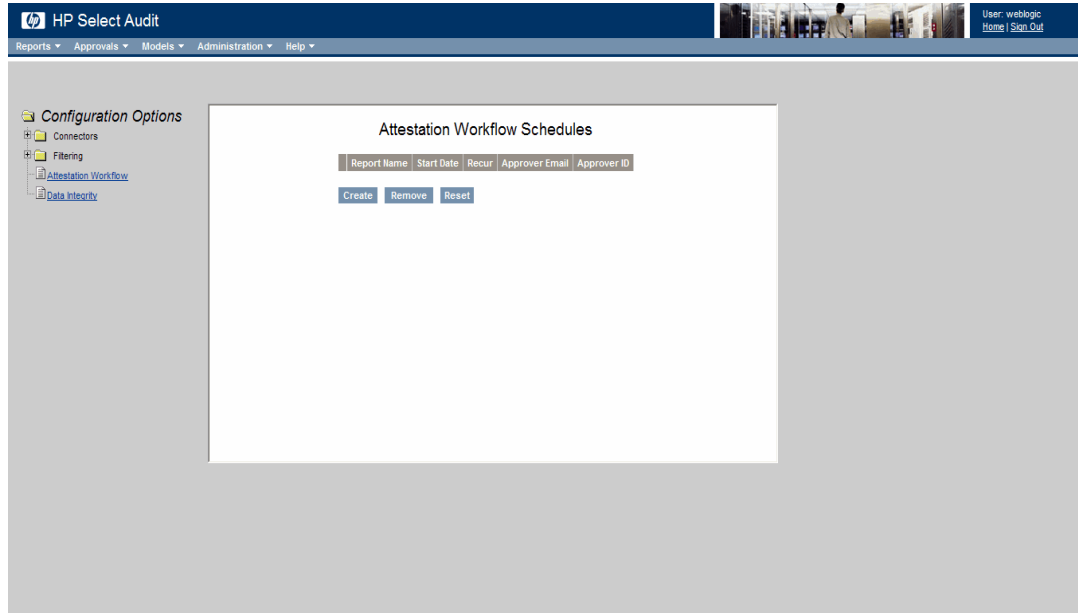 hp HP Select Audit
User: weblogic
Home | Sign Out
Reports Approvals Models Administration Help
Configuration Options
Connectors
Filtering
Attestation Workflow
Data Integrity
Attestation Workflow Schedules
Report Name Start Date Recur Approver Email Approver ID
Create Remove Reset